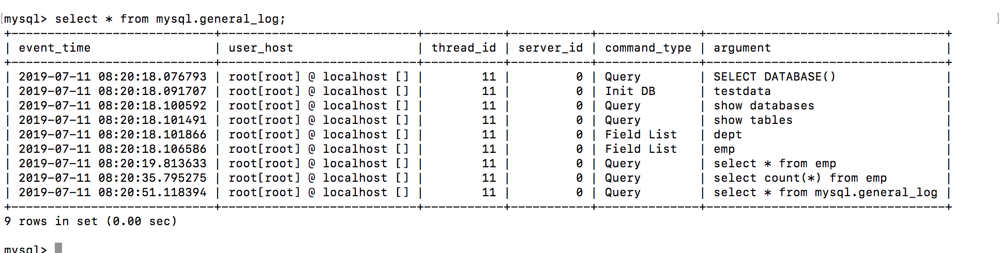 [mysql> select * from mysql.general_log; ]
+----------------------------+---------------------------+-----------+-----------+--------------+--------------------------------+
| event_time | user_host | thread_id | server_id | command_type | argument |
+----------------------------+---------------------------+-----------+-----------+--------------+--------------------------------+
| 2019-07-11 08:20:18.076793 | root[root] @ localhost [] | 11 | 0 | Query | SELECT DATABASE() |
| 2019-07-11 08:20:18.091707 | root[root] @ localhost [] | 11 | 0 | Init DB | testdata |
| 2019-07-11 08:20:18.100592 | root[root] @ localhost [] | 11 | 0 | Query | show databases |
| 2019-07-11 08:20:18.101491 | root[root] @ localhost [] | 11 | 0 | Query | show tables |
| 2019-07-11 08:20:18.101866 | root[root] @ localhost [] | 11 | 0 | Field List | dept |
| 2019-07-11 08:20:18.106586 | root[root] @ localhost [] | 11 | 0 | Field List | emp |
| 2019-07-11 08:20:19.813633 | root[root] @ localhost [] | 11 | 0 | Query | select * from emp |
| 2019-07-11 08:20:35.795275 | root[root] @ localhost [] | 11 | 0 | Query | select count(*) from emp |
| 2019-07-11 08:20:51.118394 | root[root] @ localhost [] | 11 | 0 | Query | select * from mysql.general_log |
+----------------------------+---------------------------+-----------+-----------+--------------+--------------------------------+
9 rows in set (0.00 sec)
mysql>